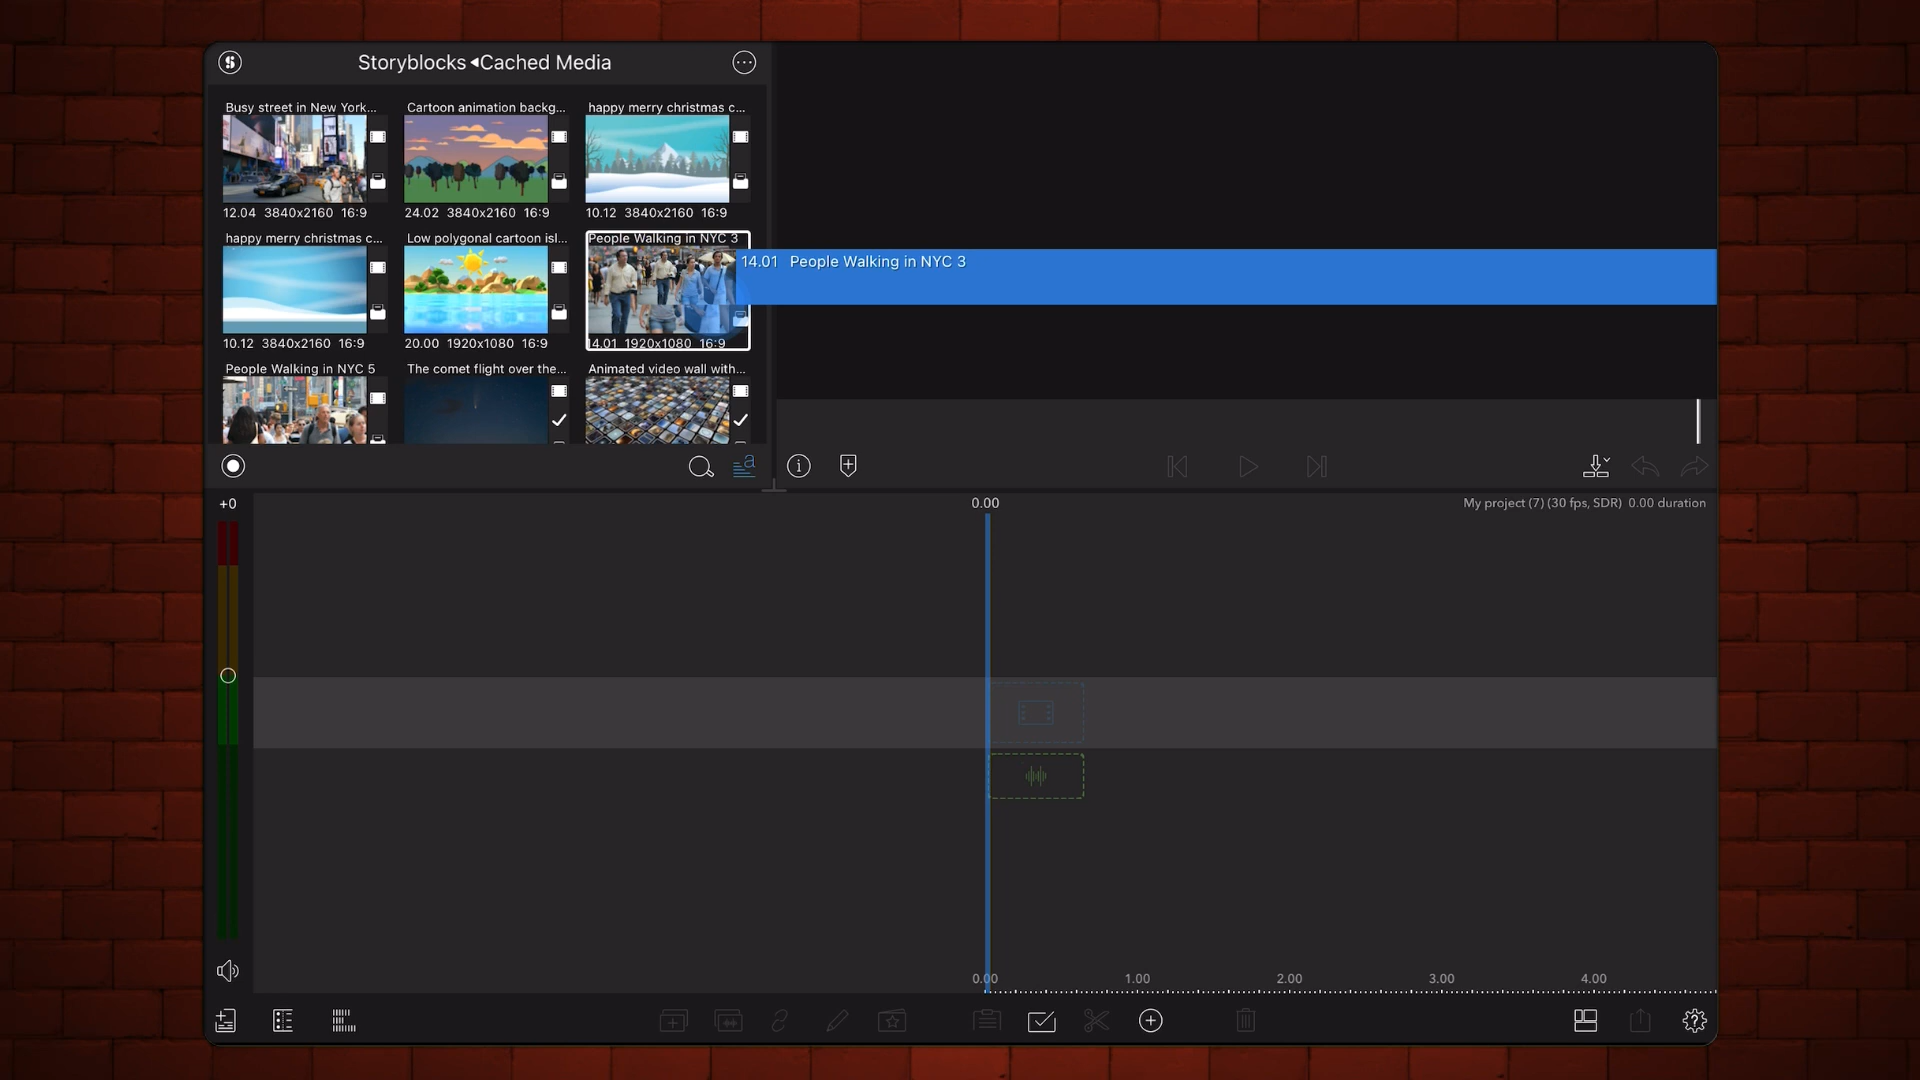 Storyblocks ◂Cached Media
Busy street in New York...
Cartoon animation backg...
happy merry christmas c...
12.04 3840x2160 16:9
24.02 3840x2160 16:9
10.12 3840x2160 16:9
happy merry christmas c...
Low polygonal cartoon isl...
People Walking in NYC 3
14.01 People Walking in NYC 3
10.12 3840x2160 16:9
20.00 1920x1080 16:9
14.01 1920x1080 16:9
People Walking in NYC 5
The comet flight over the...
Animated video wall with...
+0
0.00
My project (7) (30 fps, SDR) 0.00 duration
0.00
1.00
2.00
3.00
4.00